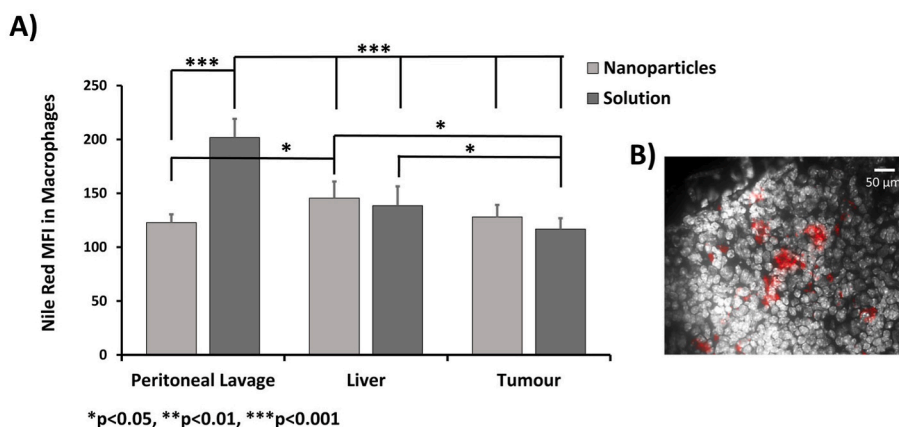 A)
***
***
Nanoparticles
Solution
250
200
150
100
50
0
Nile Red MFI in Macrophages
*
*
*
B)
50 µm
Peritoneal Lavage
Liver
Tumour
*p<0.05, **p<0.01, ***p<0.001